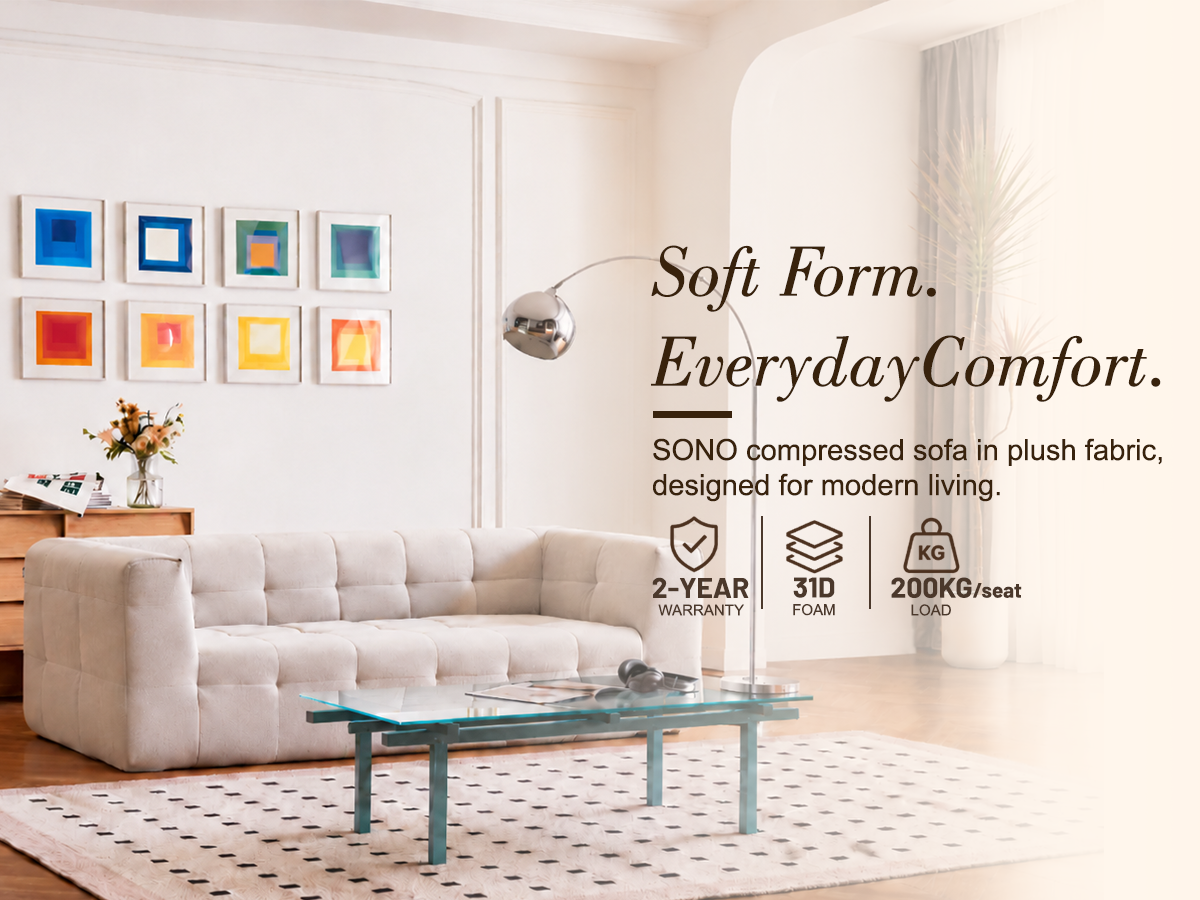 Soft Form.
EverydayComfort.
SONO compressed sofa in plush fabric,
designed for modern living.
2-YEAR
WARRANTY
31D
FOAM
KG
200KG/seat
LOAD